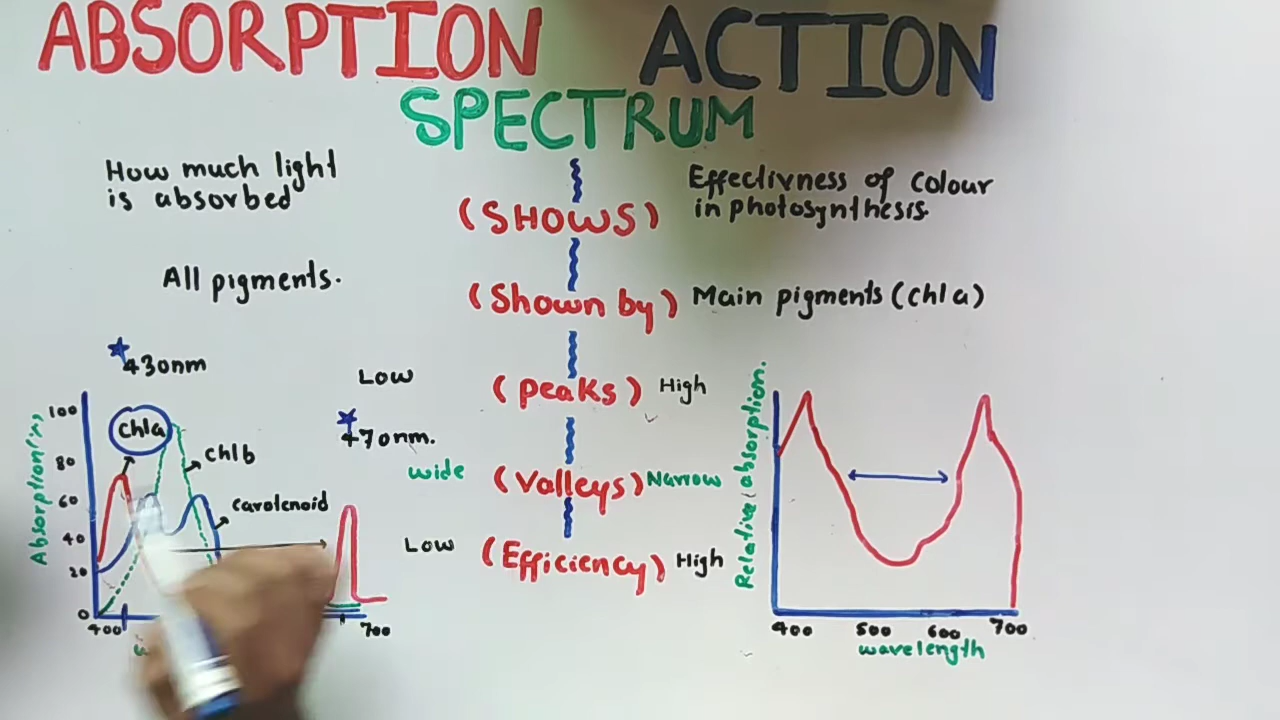 ABSORPTION ACTION
SPECTRUM
How much light
is absorbed
(SHOWS)
Effectivness of colour
in photosynthesis.
All pigments.
(Shown by)
Main pigments (chl a)
430nm
Low
(peaks)
High
470nm.
wide
(Valleys)
Narrow
Low
(Efficiency)
High
Absorption(%)
100
80
60
40
20
0
chla
chlb
carotenoid
400
700
Relative absorption.
400 500 600 700
wavelength